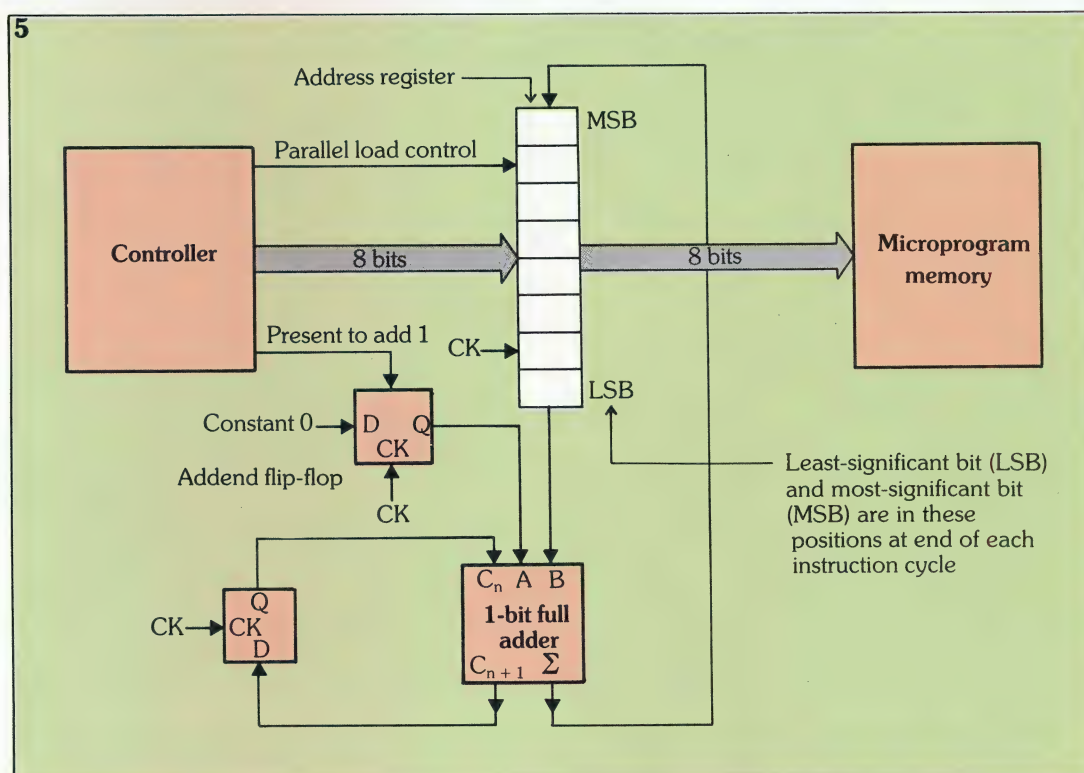 5
Address register
MSB
Parallel load control
Controller
8 bits
8 bits
Microprogram
memory
Present to add 1
CK
LSB
Constant 0
D Q
CK
Addend flip-flop
CK
Least-significant bit (LSB)
and most-significant bit
(MSB) are in these
positions at end of each
instruction cycle
Cn A B
1-bit full
adder
Cn + 1 Σ
Q
CK
CK
D